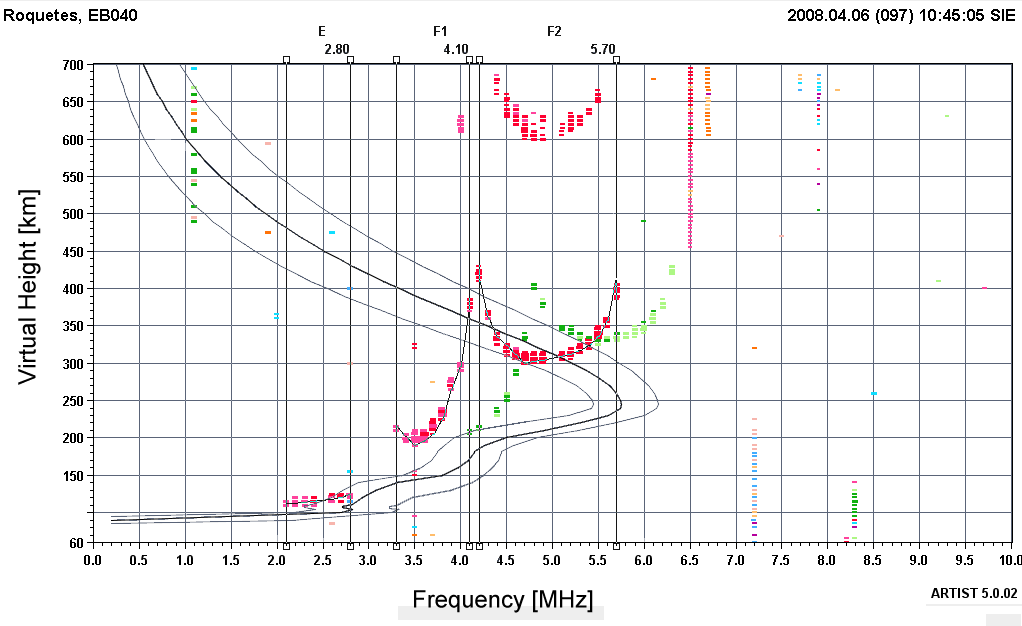 Roquetes, EB040 2008.04.06 (097) 10:45:05 SIE
E F1 F2
2.80 4.10 5.70
700
650
600
550
500
450
400
350
300
250
200
150
60
Virtual Height [km]
0.0 0.5 1.0 1.5 2.0 2.5 3.0 3.5 4.0 4.5 5.0 5.5 6.0 6.5 7.0 7.5 8.0 8.5 9.0 9.5 10.0
Frequency [MHz]
ARTIST 5.0.02